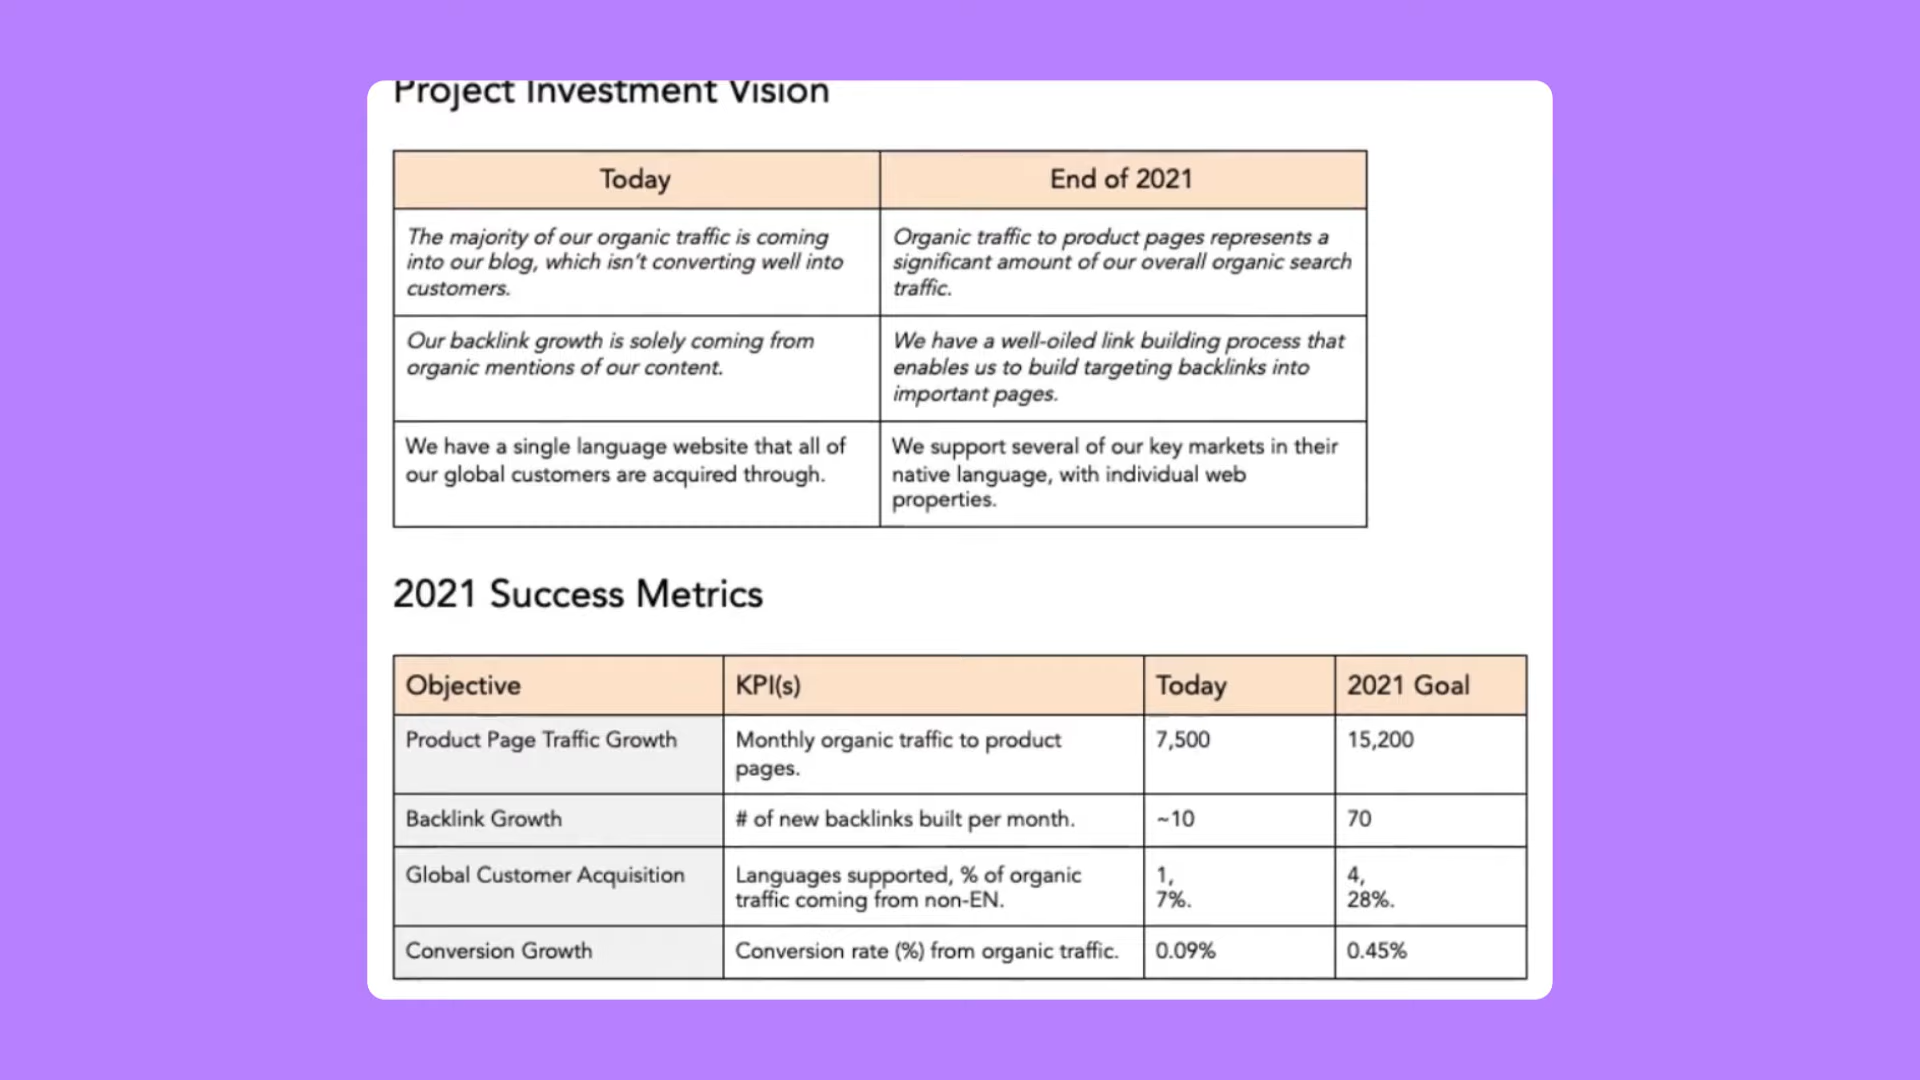 Project Investment Vision
Today
End of 2021
The majority of our organic traffic is coming
into our blog, which isn't converting well into
customers.
Organic traffic to product pages represents a
significant amount of our overall organic search
traffic.
Our backlink growth is solely coming from
organic mentions of our content.
We have a well-oiled link building process that
enables us to build targeting backlinks into
important pages.
We have a single language website that all of
our global customers are acquired through.
We support several of our key markets in their
native language, with individual web
properties.
2021 Success Metrics
Objective
KPI(s)
Today
2021 Goal
Product Page Traffic Growth
Monthly organic traffic to product
pages.
7,500
15,200
Backlink Growth
# of new backlinks built per month.
~10
70
Global Customer Acquisition
Languages supported, % of organic
traffic coming from non-EN.
1,
7%.
4,
28%.
Conversion Growth
Conversion rate (%) from organic traffic.
0.09%
0.45%